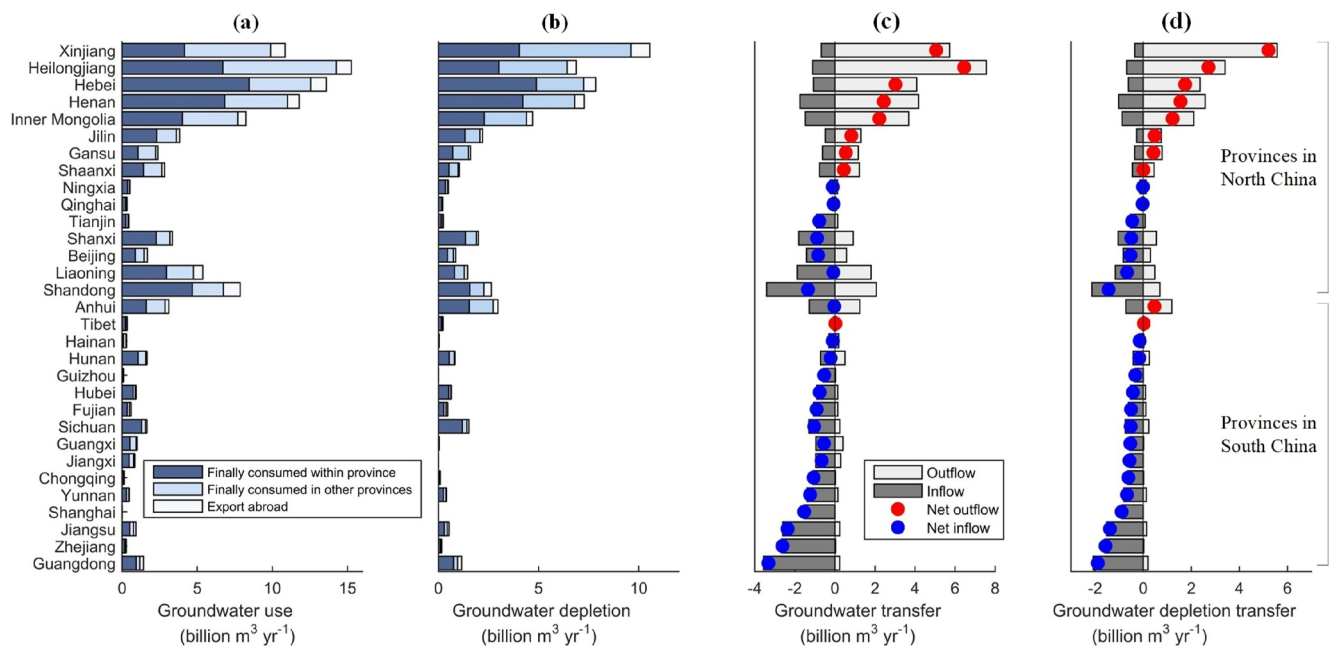 (a)
(b)
(c)
(d)
Xinjiang
Heilongjiang
Hebei
Henan
Inner Mongolia
Jilin
Gansu
Shaanxi
Ningxia
Qinghai
Tianjin
Shanxi
Beijing
Liaoning
Shandong
Anhui
Tibet
Hainan
Hunan
Guizhou
Hubei
Fujian
Sichuan
Guangxi
Jiangxi
Chongqing
Yunnan
Shanghai
Jiangsu
Zhejiang
Guangdong
Finally consumed within province
Finally consumed in other provinces
Export abroad
0 5 10 15
Groundwater use
(billion m³ yr⁻¹)
0 5 10
Groundwater depletion
(billion m³ yr⁻¹)
Outflow
Inflow
Net outflow
Net inflow
-4 -2 0 2 4 6 8
Groundwater transfer
(billion m³ yr⁻¹)
Provinces in
North China
Provinces in
South China
-2 0 2 4 6
Groundwater depletion transfer
(billion m³ yr⁻¹)